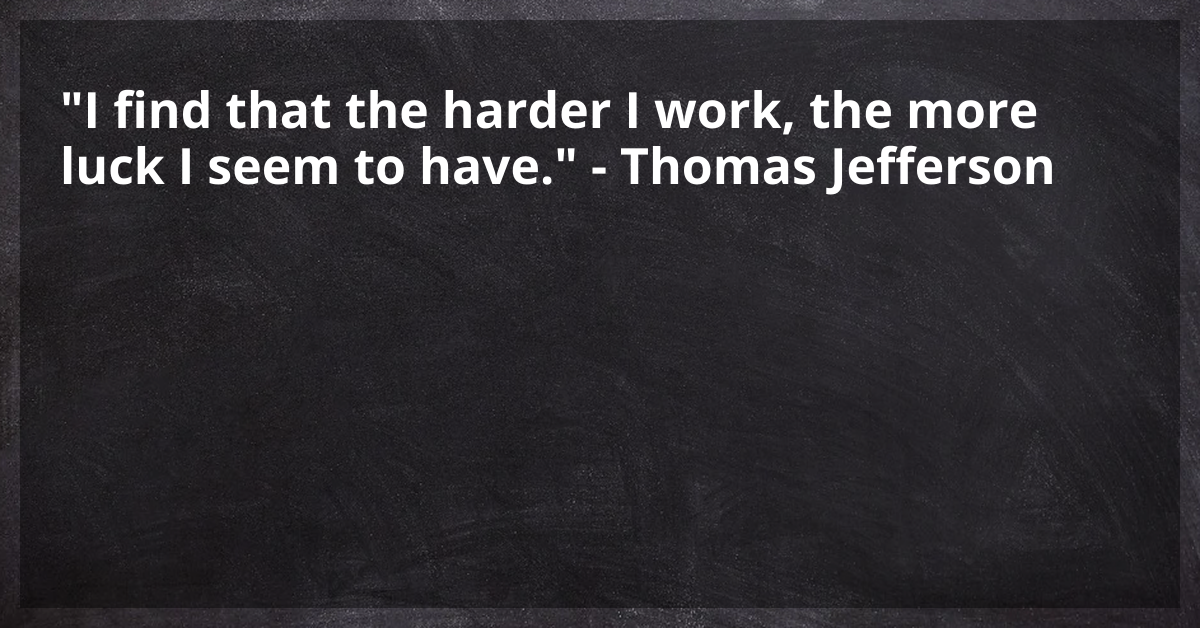 "I find that the harder I work, the more
luck I seem to have." - Thomas Jefferson